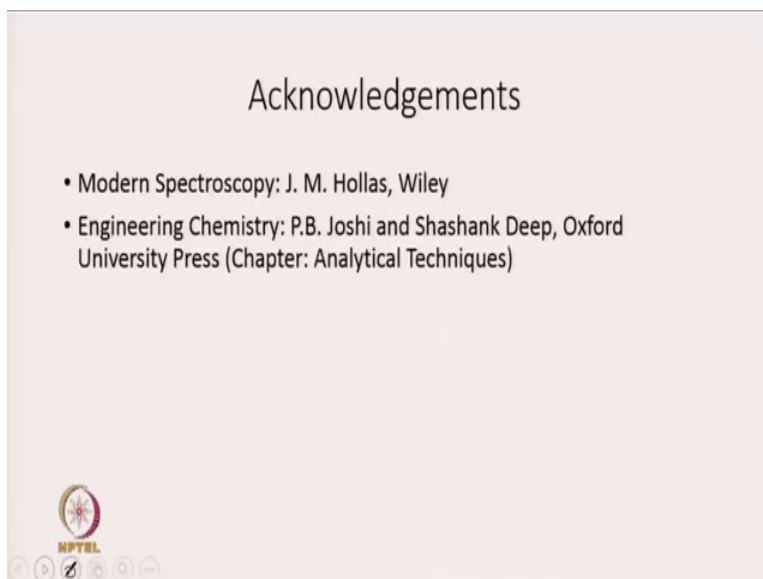 Acknowledgements
• Modern Spectroscopy: J. M. Hollas, Wiley
• Engineering Chemistry: P.B. Joshi and Shashank Deep, Oxford
University Press (Chapter: Analytical Techniques)
NPTEL